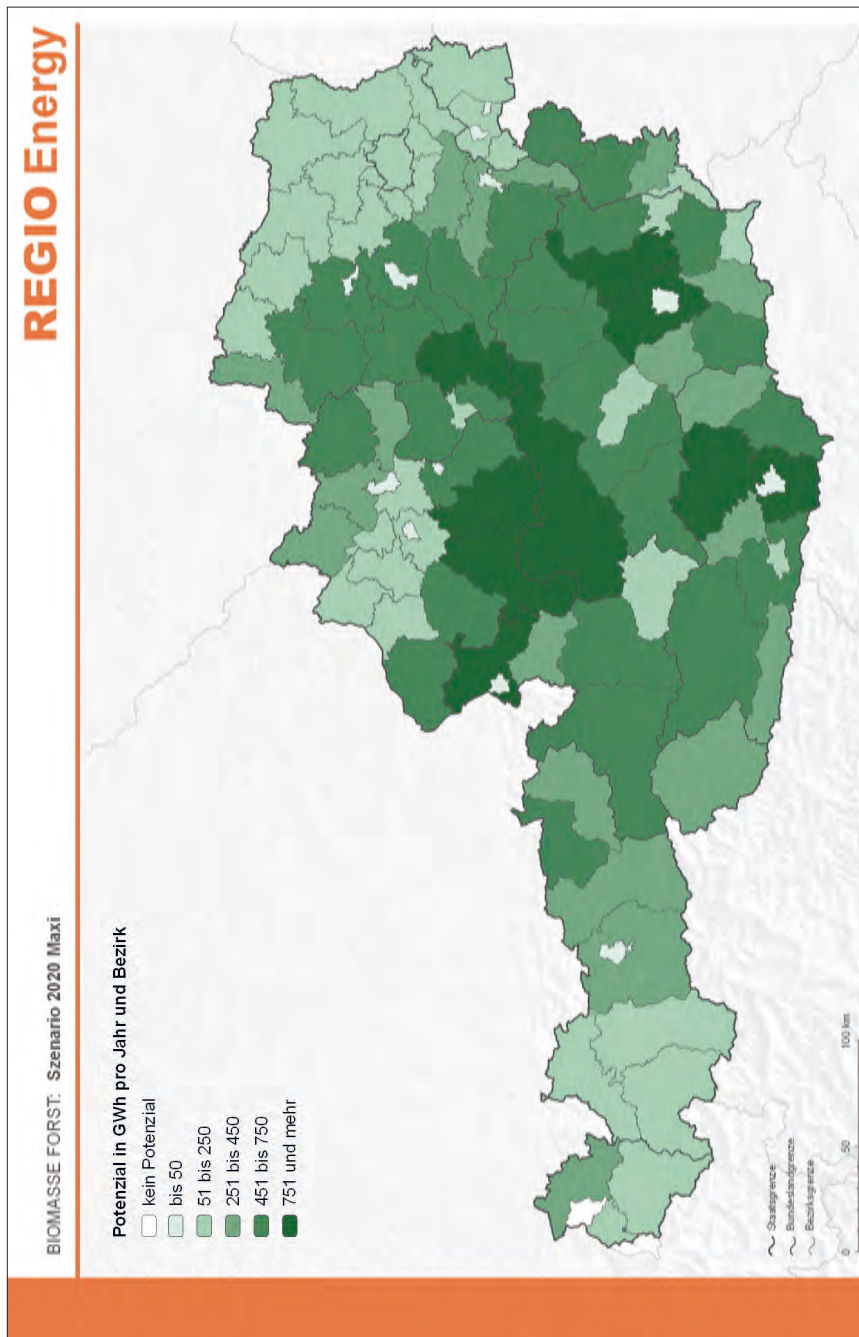 REGIO Energy
BIOMASSE FORST: Szenario 2020 Maxi
Potenzial in GWh pro Jahr und Bezirk
kein Potenzial
bis 50
51 bis 250
251 bis 450
451 bis 750
751 und mehr
Staatsgrenze
Bundeslandgrenze
Bezirksgrenze
0 50 100 km